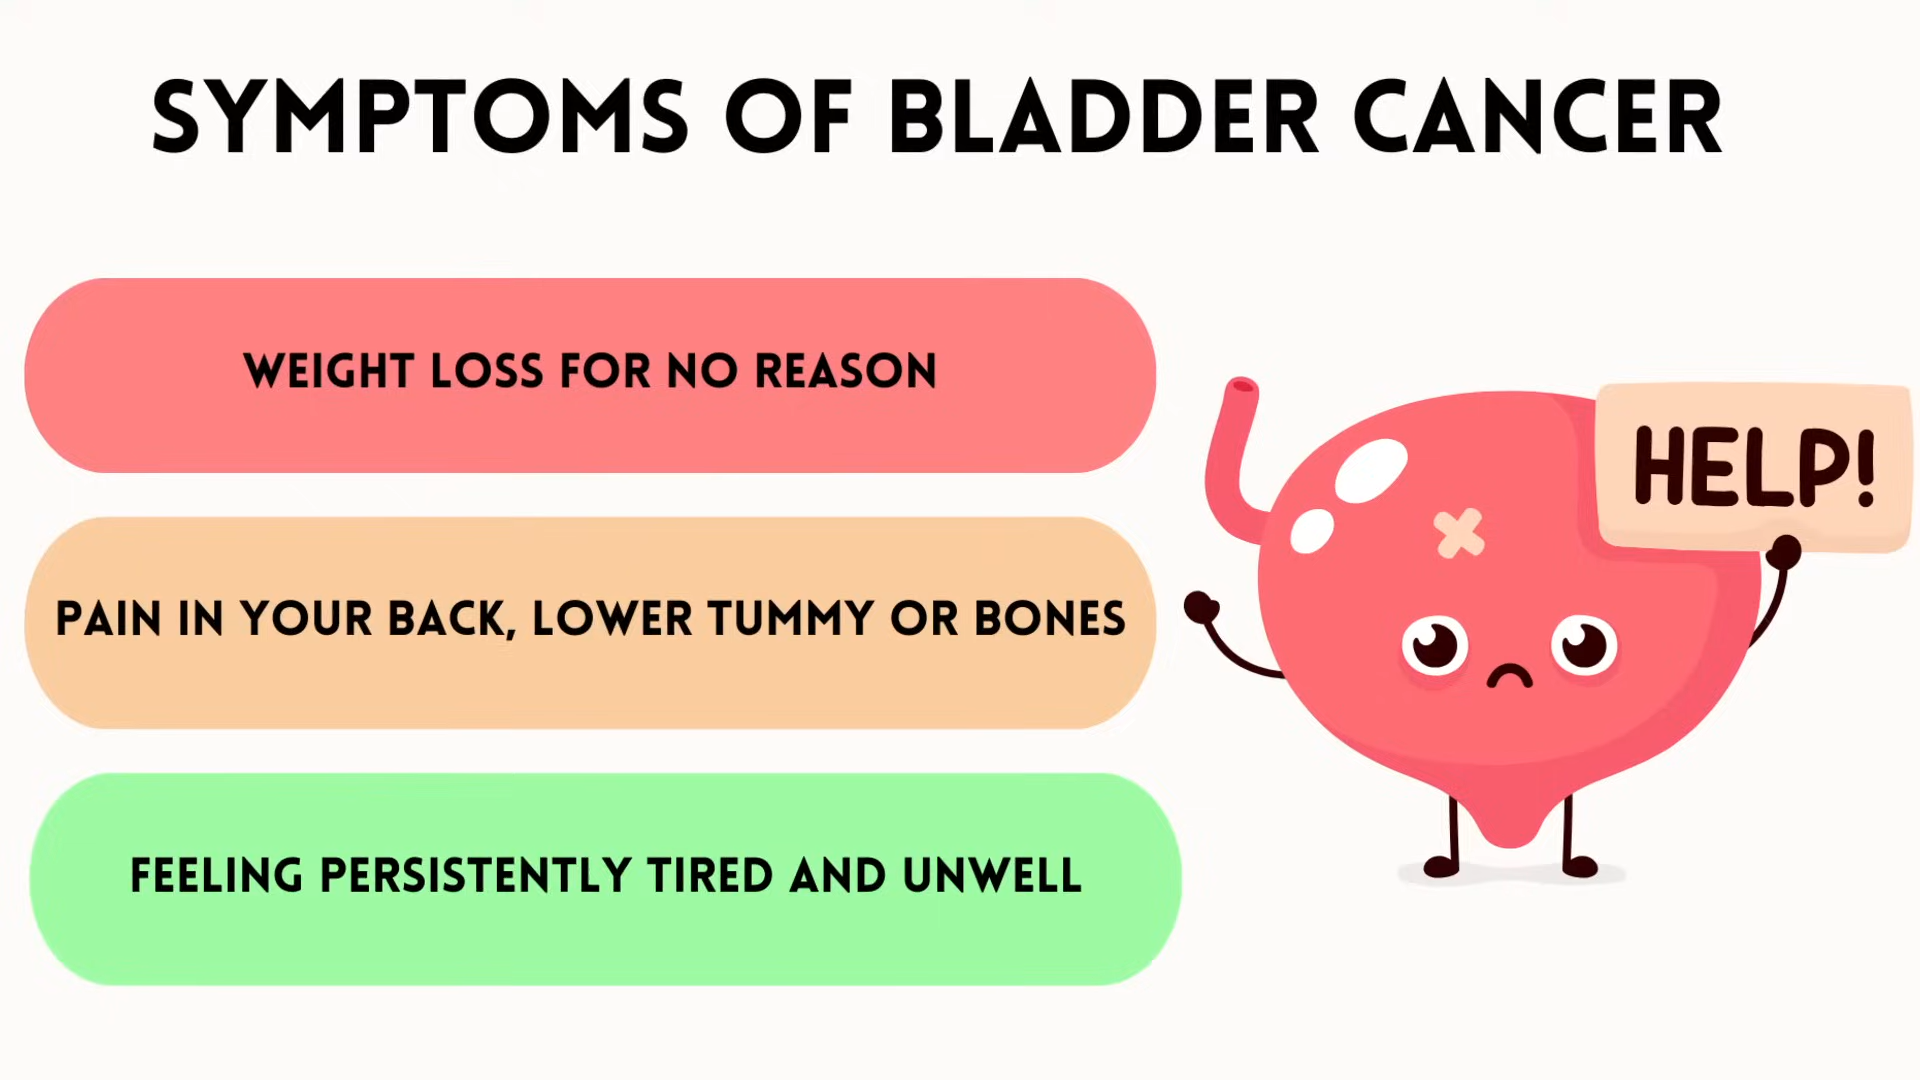 SYMPTOMS OF BLADDER CANCER
WEIGHT LOSS FOR NO REASON
HELP!
PAIN IN YOUR BACK, LOWER TUMMY OR BONES
FEELING PERSISTENTLY TIRED AND UNWELL